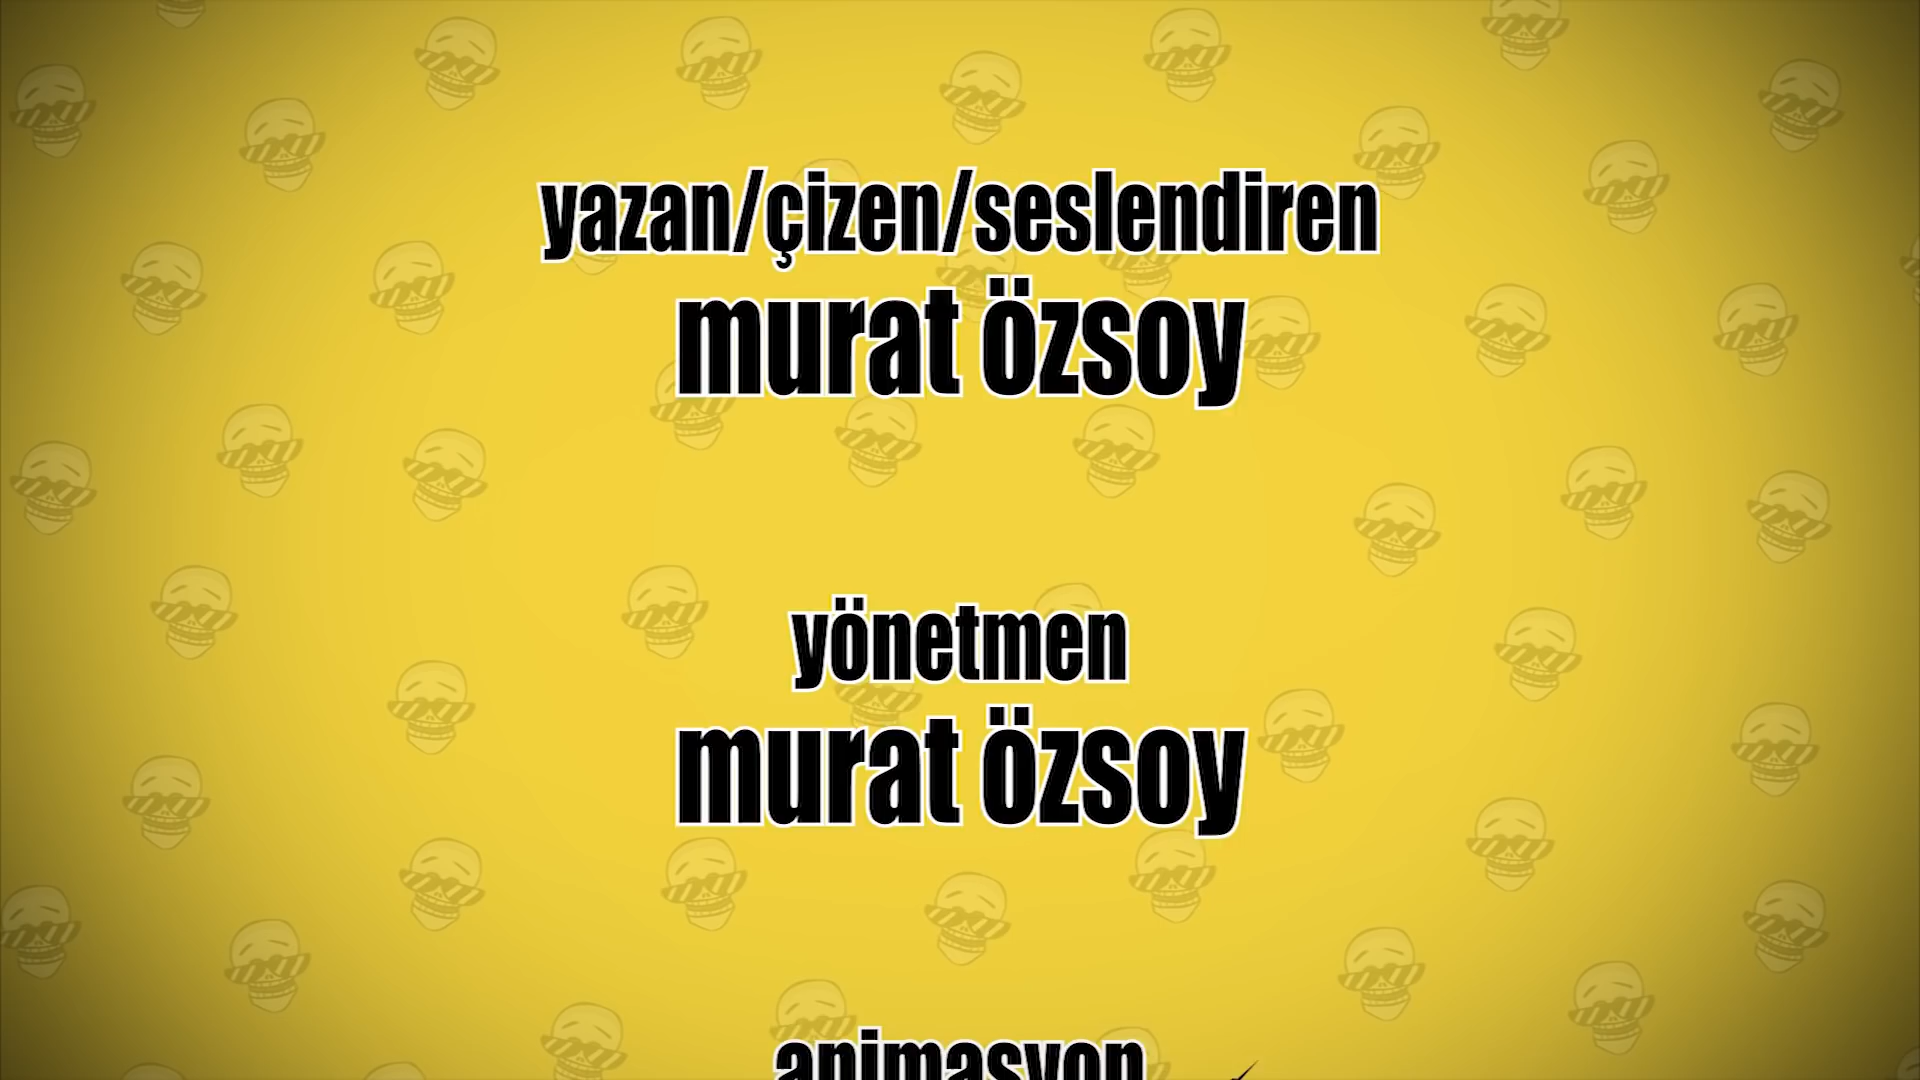 yazan/çizen/seslendiren
murat özsoy
yönetmen
murat özsoy
animasyon